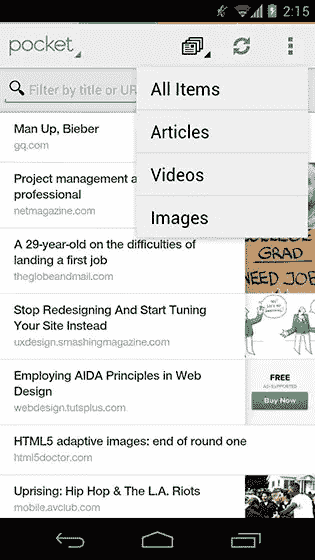 2:15
pocket
Filter by title or UR
All Items
Articles
Videos
Images
Man Up, Bieber
gq.com
Project management a
professional
netmagazine.com
A 29-year-old on the difficulties of
landing a first job
theglobeandmail.com
COLLEGE
GRAD
NEED JOB
Stop Redesigning And Start Tuning
Your Site Instead
uxdesign.smashingmagazine.com
Employing AIDA Principles in Web
Design
webdesign.tutsplus.com
FREE
AD-SUPPORTED
Buy Now
HTML5 adaptive images: end of round one
html5doctor.com
Uprising: Hip Hop & The L.A. Riots
mobile.avclub.com